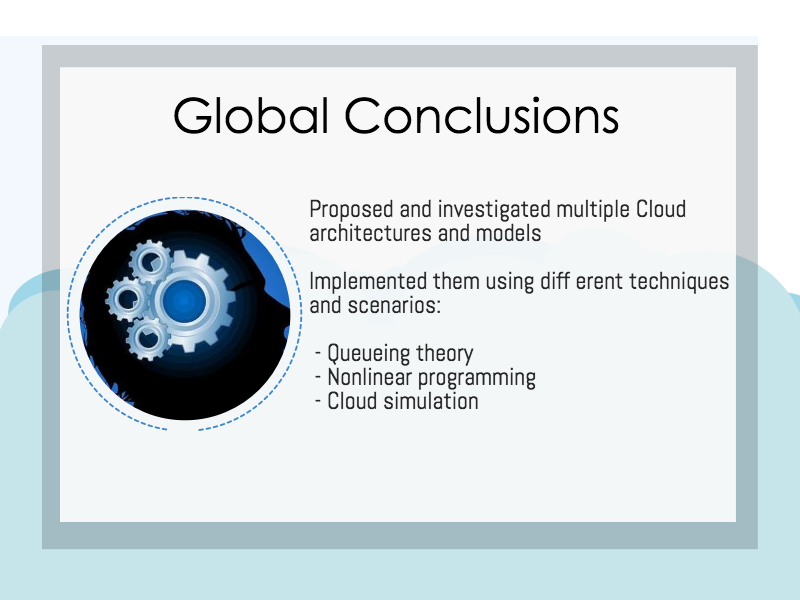 Global Conclusions
Proposed and investigated multiple Cloud
architectures and models
Implemented them using diff erent techniques
and scenarios:
- Queueing theory
- Nonlinear programming
- Cloud simulation